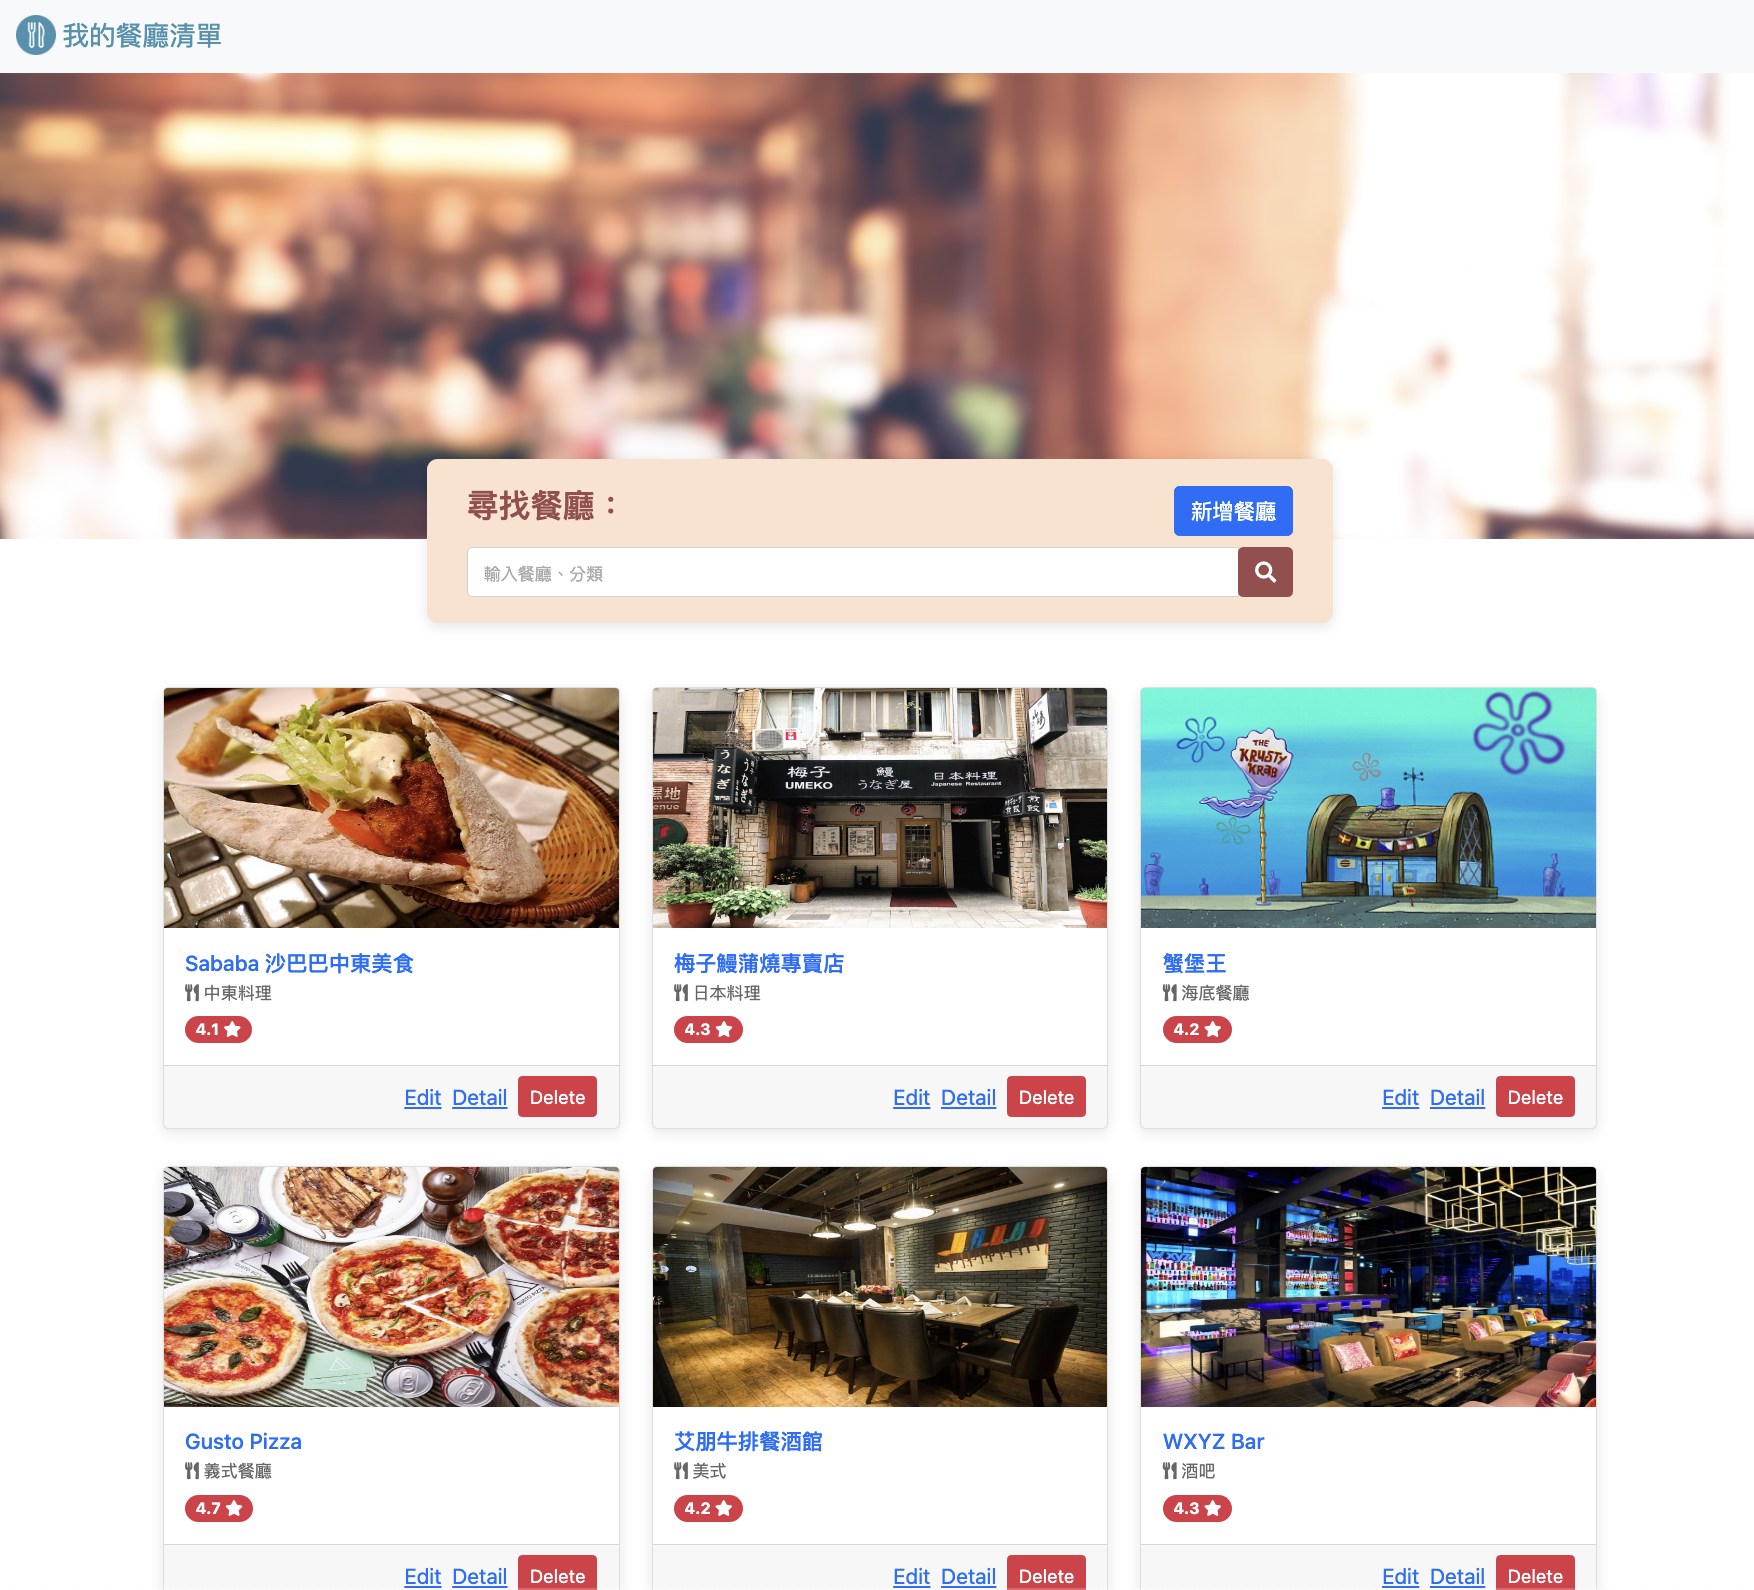 我的餐廳清單
尋找餐廳：
新增餐廳
輸入餐廳、分類
うなぎ
うなぎ
梅子
UMEKO
鰻
うなぎ屋
日本料理
Japanese Restaurant
THE
KRUSTY
KRAB
Sababa 沙巴巴中東美食
中東料理
4.1
Edit Detail Delete
梅子鰻蒲燒專賣店
日本料理
4.3
Edit Detail Delete
蟹堡王
海底餐廳
4.2
Edit Detail Delete
Gusto Pizza
義式餐廳
4.7
Edit Detail Delete
艾朋牛排餐酒館
美式
4.2
Edit Detail Delete
WXYZ Bar
酒吧
4.3
Edit Detail Delete